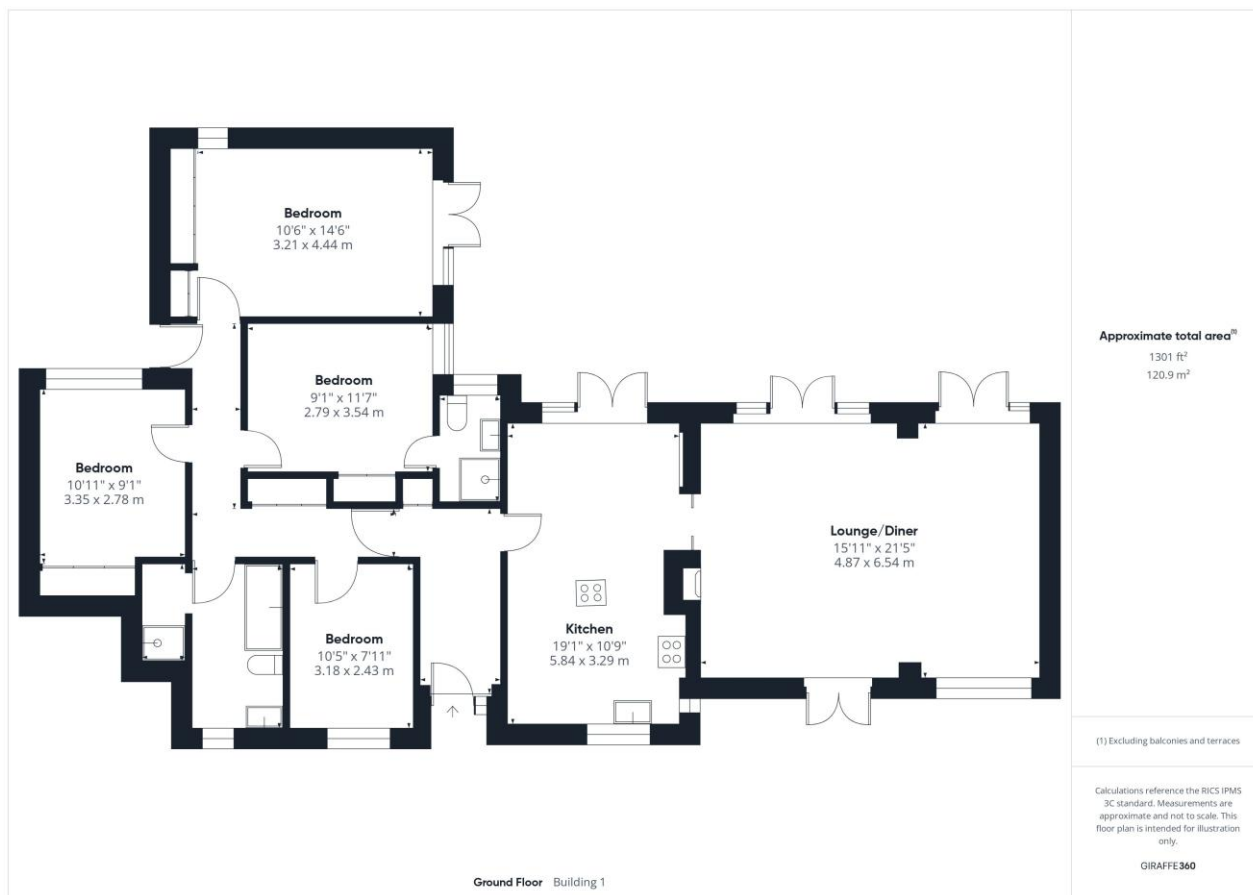 Bedroom
10'6" x 14'6"
3.21 x 4.44 m
Bedroom
9'1" x 11'7"
2.79 x 3.54 m
Bedroom
10'11" x 9'1"
3.35 x 2.78 m
Bedroom
10'5" x 7'11"
3.18 x 2.43 m
Kitchen
19'1" x 10'9"
5.84 x 3.29 m
Lounge/Diner
15'11" x 21'5"
4.87 x 6.54 m
Ground Floor Building 1
Approximate total area⁽¹⁾
1301 ft²
120.9 m²
(1) Excluding balconies and terraces
Calculations reference the RICS IPMS
3C standard. Measurements are
approximate and not to scale. This
floor plan is intended for illustration
only.
GIRAFFE360